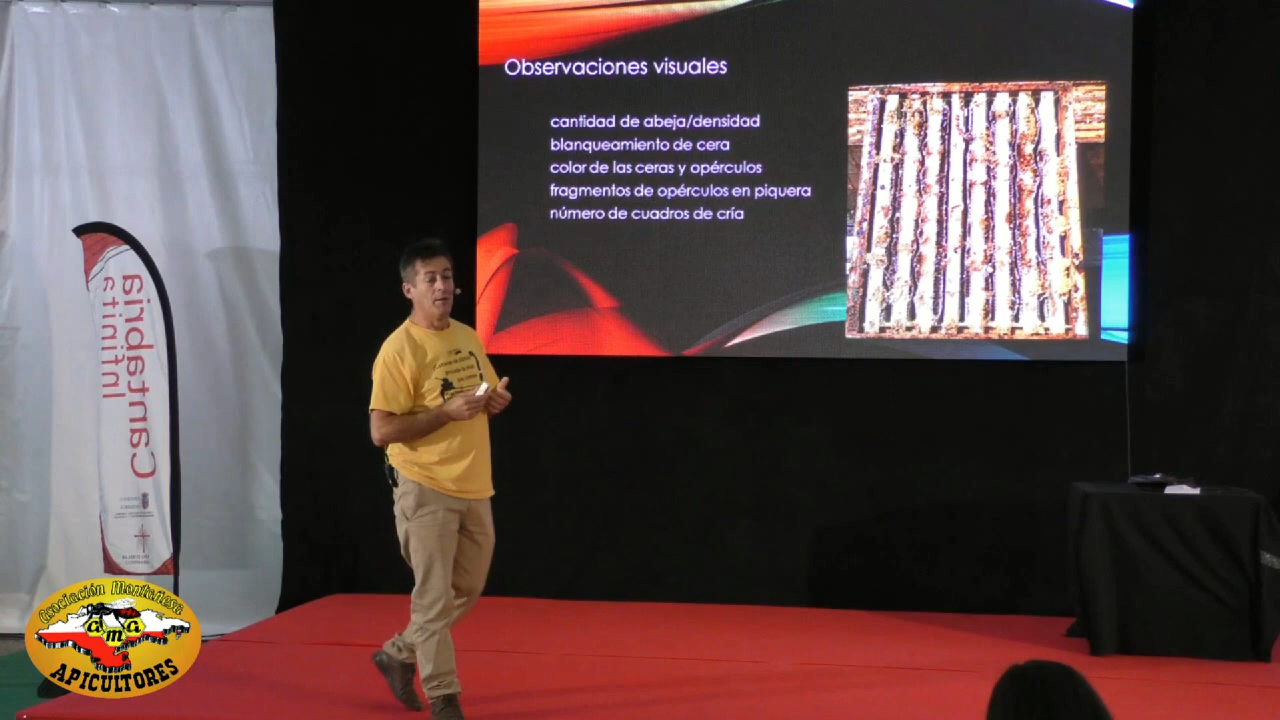 Observaciones visuales
cantidad de abeja/densidad
blanqueamiento de cera
color de las ceras y opérculos
fragmentos de opérculos en piquera
número de cuadros de cría
Cantabria
Infinita
Asociación Montañesa
AMA
APICULTORES